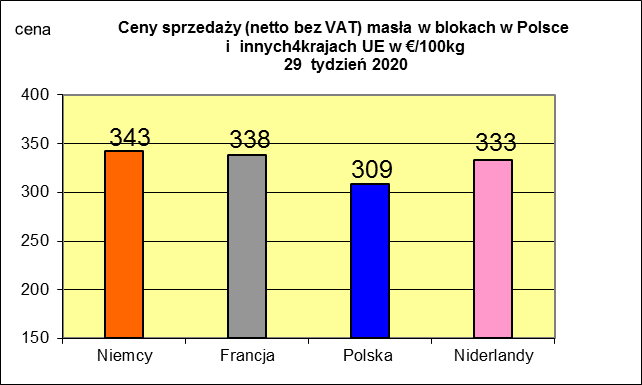 cena
Ceny sprzedaży (netto bez VAT) masła w blokach w Polsce
i innych4krajach UE w €/100kg
29 tydzień 2020
400
350
300
250
200
150
343
338
309
333
Niemcy
Francja
Polska
Niderlandy